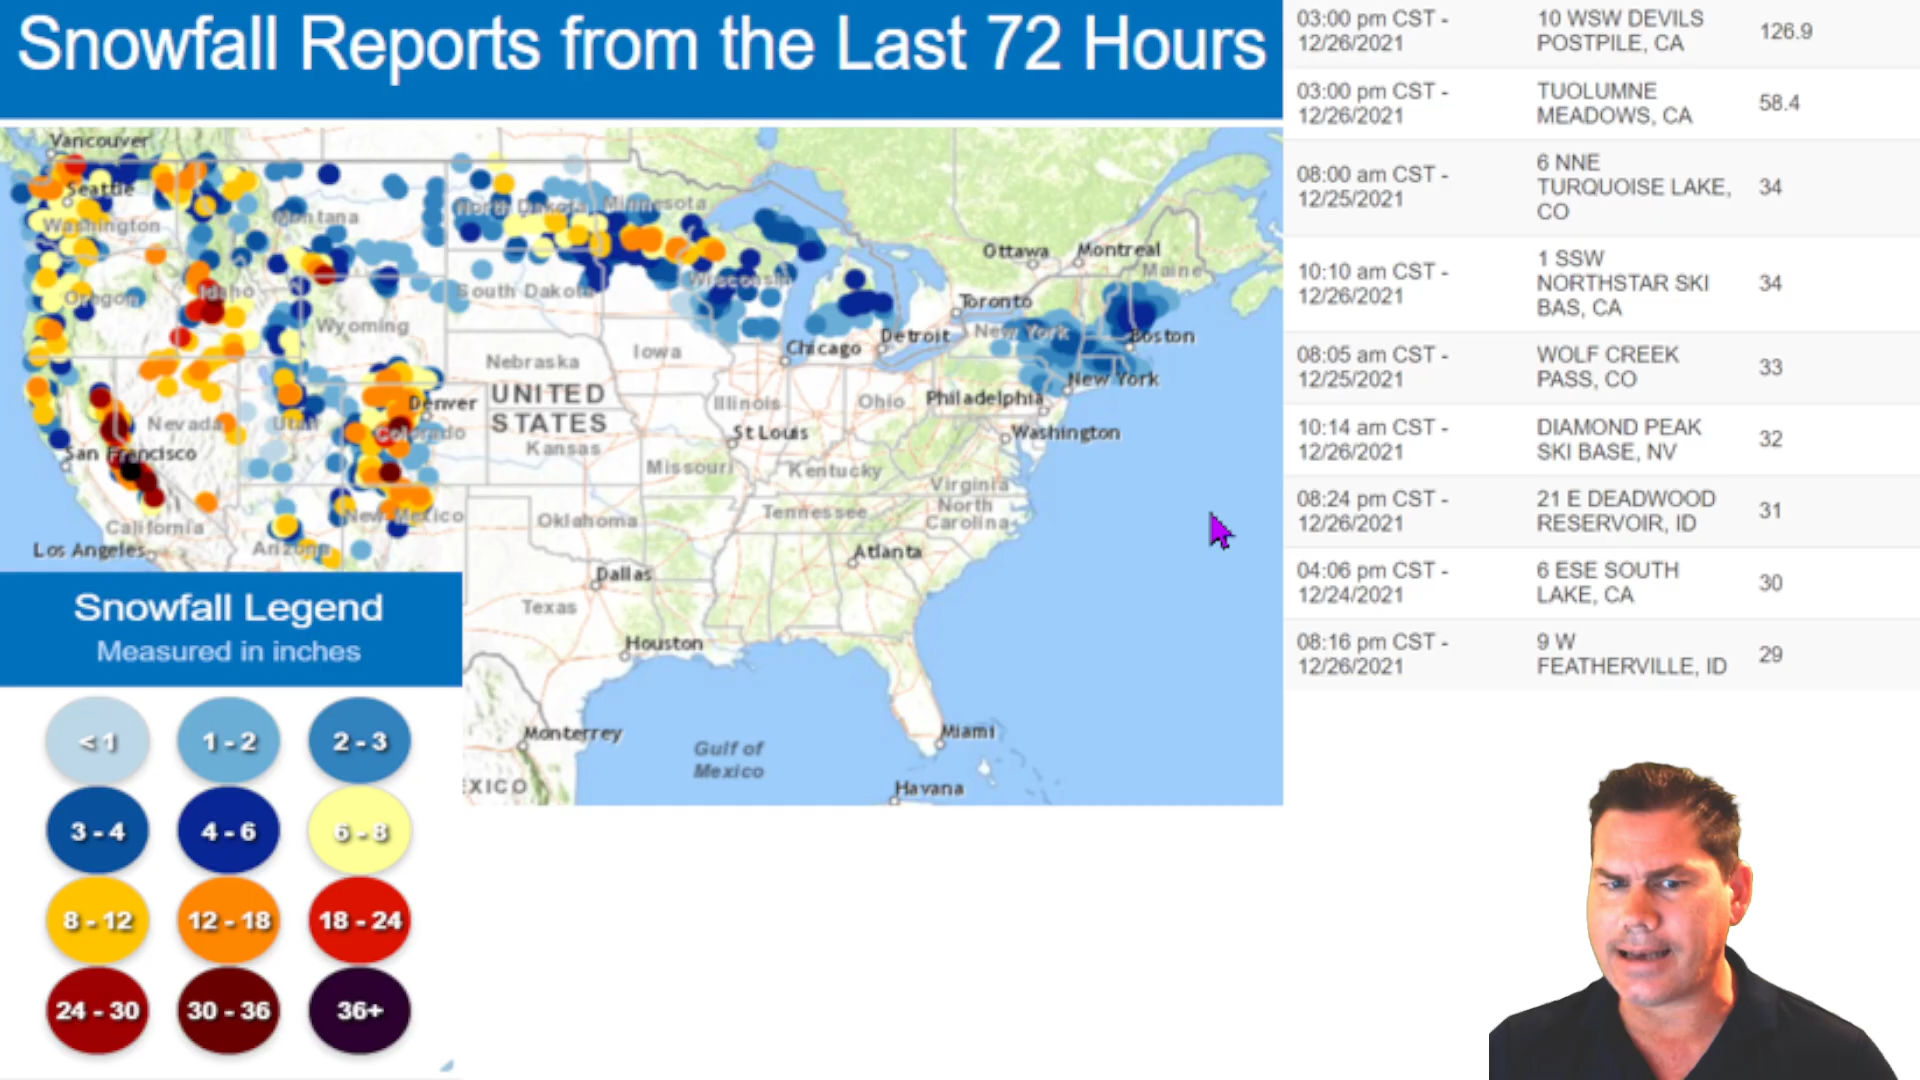 Snowfall Reports from the Last 72 Hours
Vancouver
Seattle
Washington
Montana
North Dakota
Minnesota
Ottawa
Montreal
Maine
Oregon
Idaho
South Dakota
Wisconsin
Toronto
Wyoming
New York
Detroit
Boston
Chicago
Nebraska
Iowa
New York
UNITED
STATES
Denver
Illinois
Ohio
Philadelphia
Nevada
Utah
Colorado
Kansas
St Louis
Washington
San Francisco
Missouri
Kentucky
Virginia
North
Carolina
California
New Mexico
Oklahoma
Tennessee
Los Angeles
Arizona
Atlanta
Dallas
Texas
Houston
Monterrey
Gulf of
Mexico
Miami
EXICO
Havana
Snowfall Legend
Measured in inches
< 1
1 - 2
2 - 3
3 - 4
4 - 6
6 - 8
8 - 12
12 - 18
18 - 24
24 - 30
30 - 36
36+
03:00 pm CST -
12/26/2021
10 WSW DEVILS
POSTPILE, CA
126.9
03:00 pm CST -
12/26/2021
TUOLUMNE
MEADOWS, CA
58.4
08:00 am CST -
12/25/2021
6 NNE
TURQUOISE LAKE,
CO
34
10:10 am CST -
12/26/2021
1 SSW
NORTHSTAR SKI
BAS, CA
34
08:05 am CST -
12/25/2021
WOLF CREEK
PASS, CO
33
10:14 am CST -
12/26/2021
DIAMOND PEAK
SKI BASE, NV
32
08:24 pm CST -
12/26/2021
21 E DEADWOOD
RESERVOIR, ID
31
04:06 pm CST -
12/24/2021
6 ESE SOUTH
LAKE, CA
30
08:16 pm CST -
12/26/2021
9 W
FEATHERVILLE, ID
29